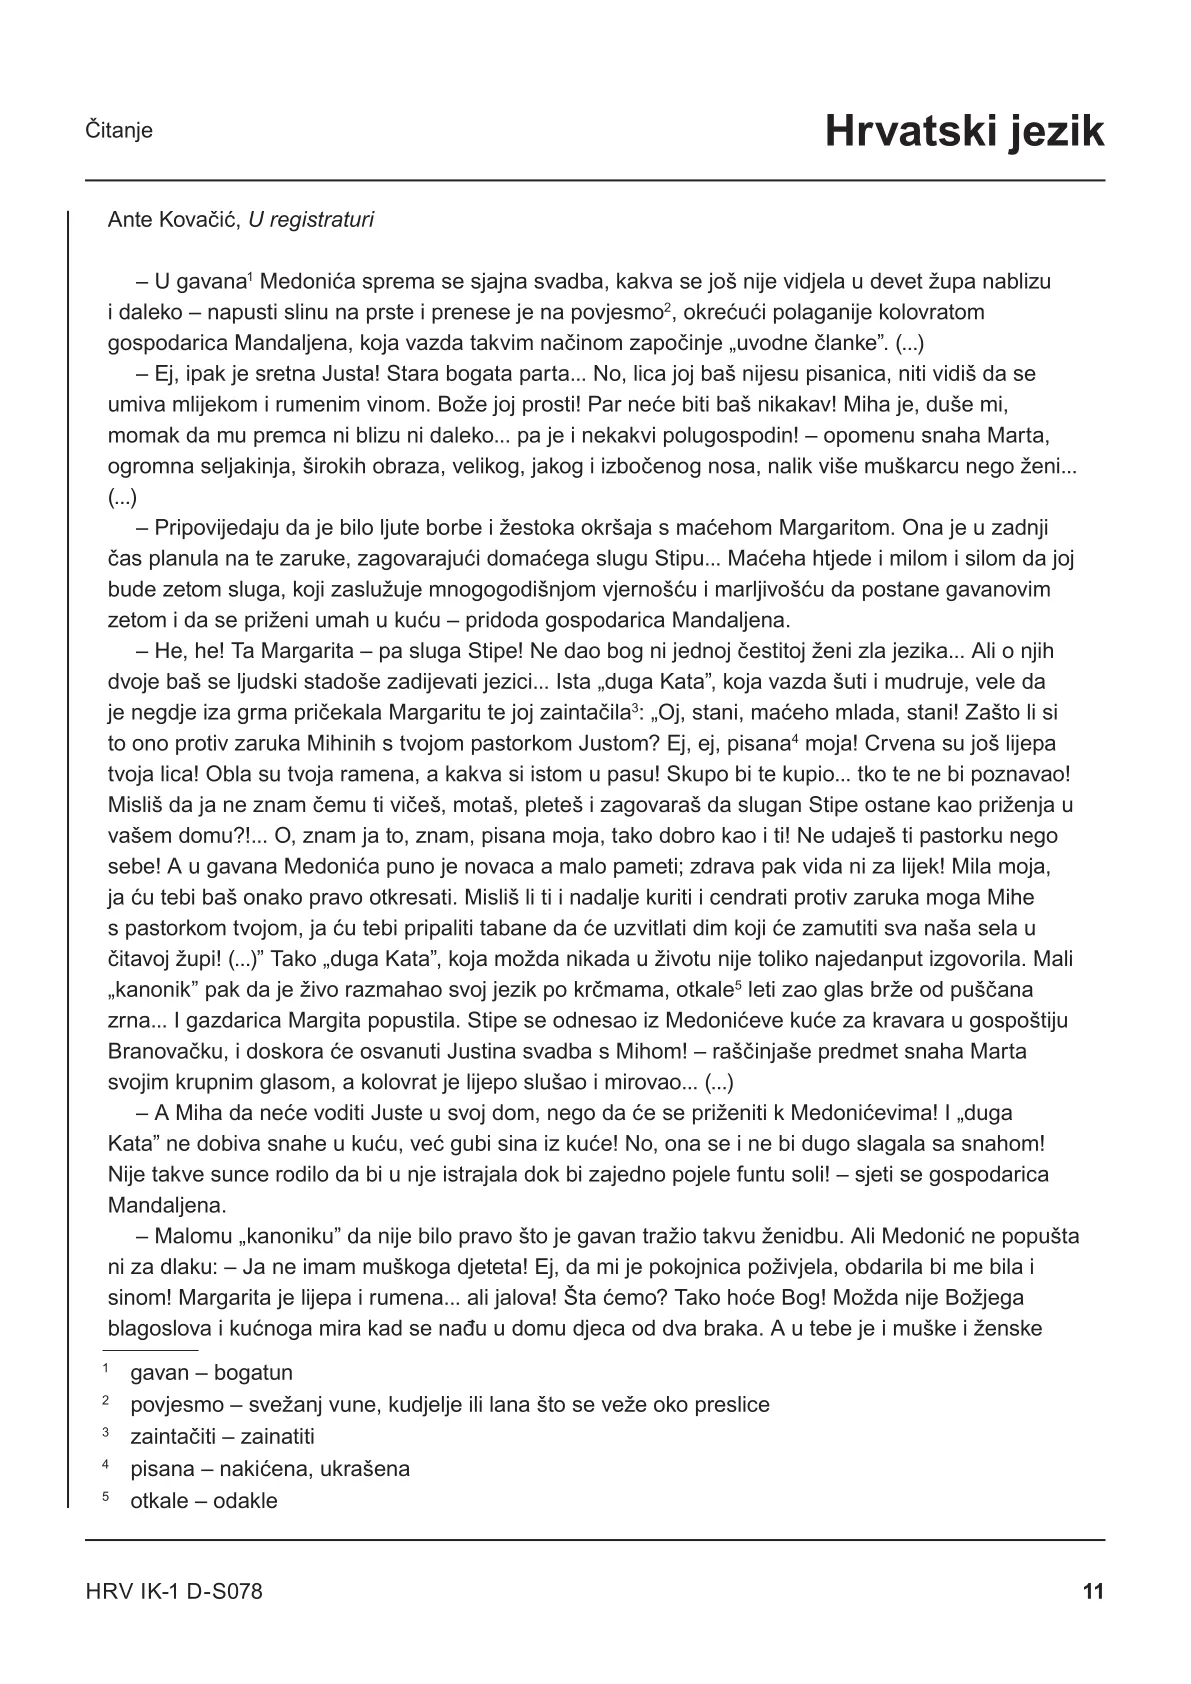 Čitanje
Hrvatski jezik
Ante Kovačić, U registraturi
– U gavana¹ Medonića sprema se sjajna svadba, kakva se još nije vidjela u devet župa nablizu
i daleko – napusti slinu na prste i prenese je na povjesmo², okrećući polaganije kolovratom
gospodarica Mandaljena, koja vazda takvim načinom započinje „uvodne članke”. (...)
– Ej, ipak je sretna Justa! Stara bogata parta... No, lica joj baš nijesu pisanica, niti vidiš da se
umiva mlijekom i rumenim vinom. Bože joj prosti! Par neće biti baš nikakav! Miha je, duše mi,
momak da mu premca ni blizu ni daleko... pa je i nekakvi polugospodin! – opomenu snaha Marta,
ogromna seljakinja, širokih obraza, velikog, jakog i izbočenog nosa, nalik više muškarcu nego ženi...
(...)
– Pripovijedaju da je bilo ljute borbe i žestoka okršaja s maćehom Margaritom. Ona je u zadnji
čas planula na te zaruke, zagovarajući domaćega slugu Stipu... Maćeha htjede i milom i silom da joj
bude zetom sluga, koji zaslužuje mnogogodišnjom vjernošću i marljivošću da postane gavanovim
zetom i da se priženi umah u kuću – pridoda gospodarica Mandaljena.
– He, he! Ta Margarita – pa sluga Stipe! Ne dao bog ni jednoj čestitoj ženi zla jezika... Ali o njih
dvoje baš se ljudski stadoše zadijevati jezici... Ista „duga Kata”, koja vazda šuti i mudruje, vele da
je negdje iza grma pričekala Margaritu te joj zaintačila³: „Oj, stani, maćeho mlada, stani! Zašto li si
to ono protiv zaruka Mihinih s tvojom pastorkom Justom? Ej, ej, pisana⁴ moja! Crvena su još lijepa
tvoja lica! Obla su tvoja ramena, a kakva si istom u pasu! Skupo bi te kupio... tko te ne bi poznavao!
Misliš da ja ne znam čemu ti vičeš, motaš, pleteš i zagovaraš da slugan Stipe ostane kao priženja u
vašem domu?!... O, znam ja to, znam, pisana moja, tako dobro kao i ti! Ne udaješ ti pastorku nego
sebe! A u gavana Medonića puno je novaca a malo pameti; zdrava pak vida ni za lijek! Mila moja,
ja ću tebi baš onako pravo otkresati. Misliš li ti i nadalje kuriti i cendrati protiv zaruka moga Mihe
s pastorkom tvojom, ja ću tebi pripaliti tabane da će uzvitlati dim koji će zamutiti sva naša sela u
čitavoj župi! (...)” Tako „duga Kata”, koja možda nikada u životu nije toliko najedanput izgovorila. Mali
„kanonik” pak da je živo razmahao svoj jezik po krčmama, otkale⁵ leti zao glas brže od puščana
zrna... I gazdarica Margita popustila. Stipe se odnesao iz Medonićeve kuće za kravara u gospoštiju
Branovačku, i doskora će osvanuti Justina svadba s Mihom! – raščinjaše predmet snaha Marta
svojim krupnim glasom, a kolovrat je lijepo slušao i mirovao... (...)
– A Miha da neće voditi Juste u svoj dom, nego da će se priženiti k Medonićevima! I „duga
Kata” ne dobiva snahe u kuću, već gubi sina iz kuće! No, ona se i ne bi dugo slagala sa snahom!
Nije takve sunce rodilo da bi u nje istrajala dok bi zajedno pojele funtu soli! – sjeti se gospodarica
Mandaljena.
– Malomu „kanoniku” da nije bilo pravo što je gavan tražio takvu ženidbu. Ali Medonić ne popušta
ni za dlaku: – Ja ne imam muškoga djeteta! Ej, da mi je pokojnica poživjela, obdarila bi me bila i
sinom! Margarita je lijepa i rumena... ali jalova! Šta ćemo? Tako hoće Bog! Možda nije Božjega
blagoslova i kućnoga mira kad se nađu u domu djeca od dva braka. A u tebe je i muške i ženske
1 gavan – bogatun
2 povjesmo – svežanj vune, kudjelje ili lana što se veže oko preslice
3 zaintačiti – zainatiti
4 pisana – nakićena, ukrašena
5 otkale – odakle
HRV IK-1 D-S078
11